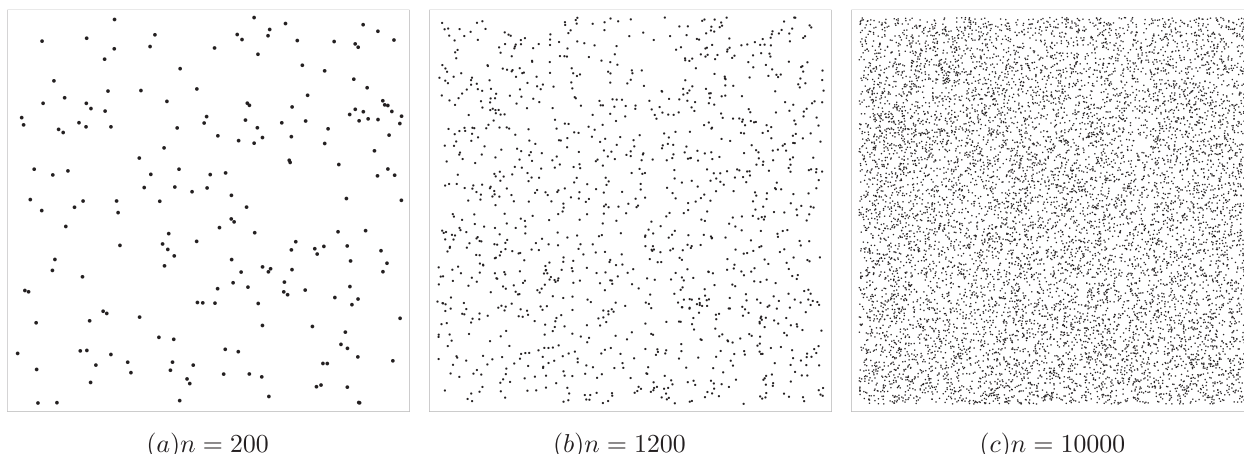 (a)n = 200
(b)n = 1200
(c)n = 10000